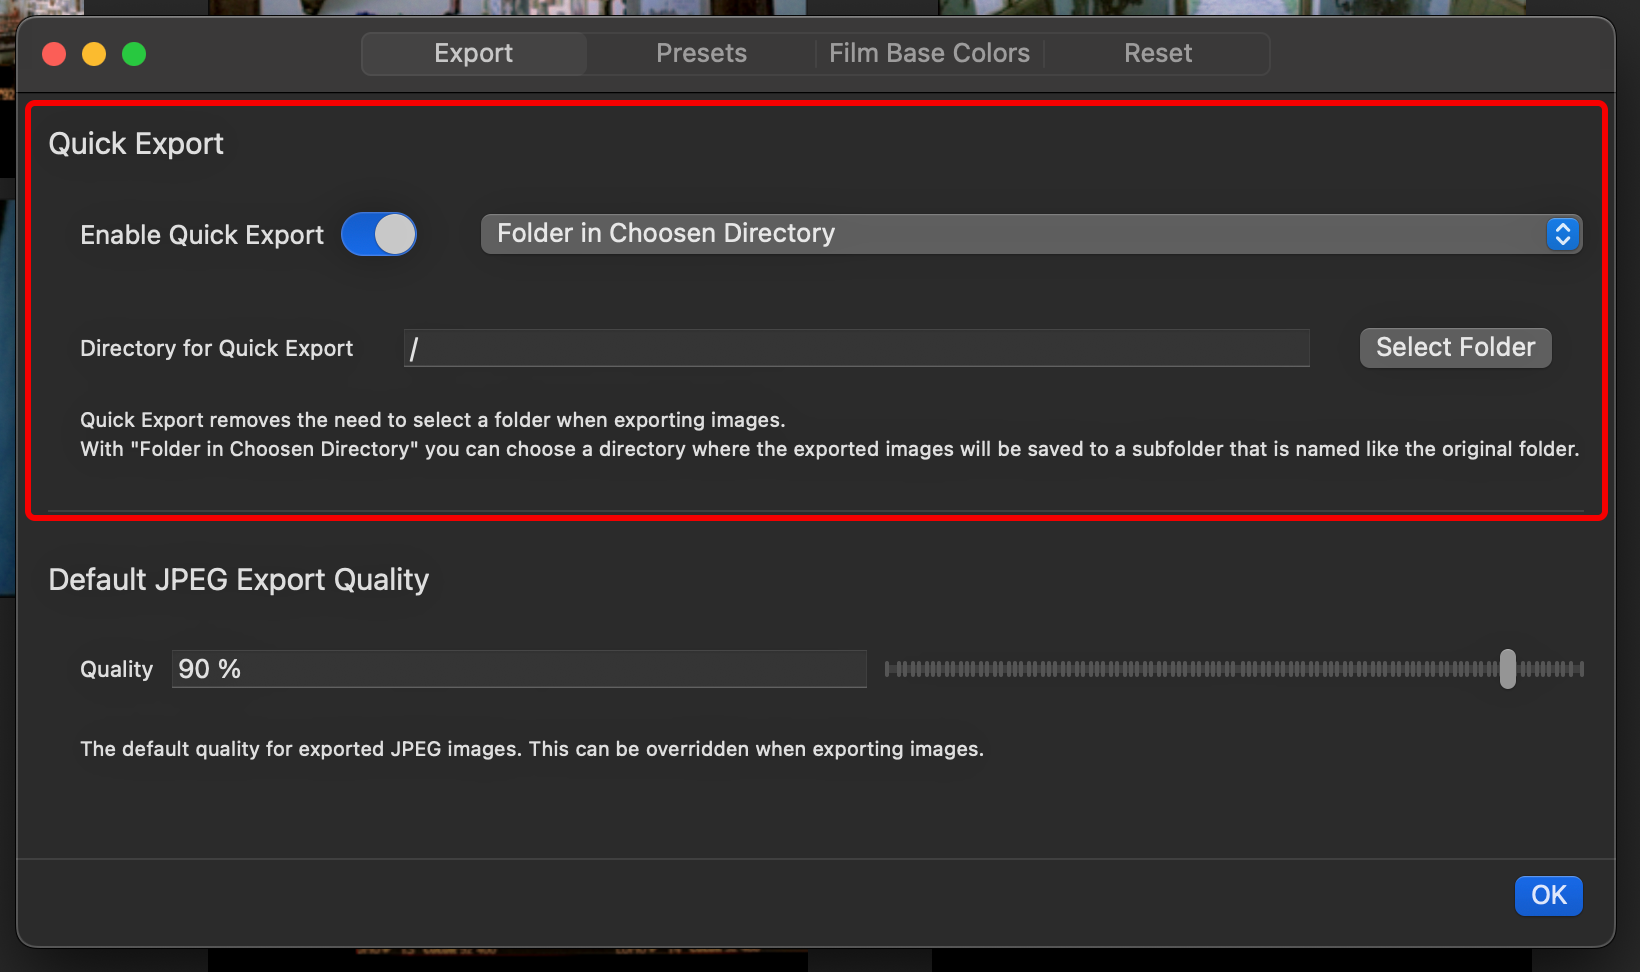 Export Presets Film Base Colors Reset
Quick Export
Enable Quick Export Folder in Choosen Directory
Directory for Quick Export / Select Folder
Quick Export removes the need to select a folder when exporting images.
With "Folder in Choosen Directory" you can choose a directory where the exported images will be saved to a subfolder that is named like the original folder.
Default JPEG Export Quality
Quality 90 %
The default quality for exported JPEG images. This can be overridden when exporting images.
OK